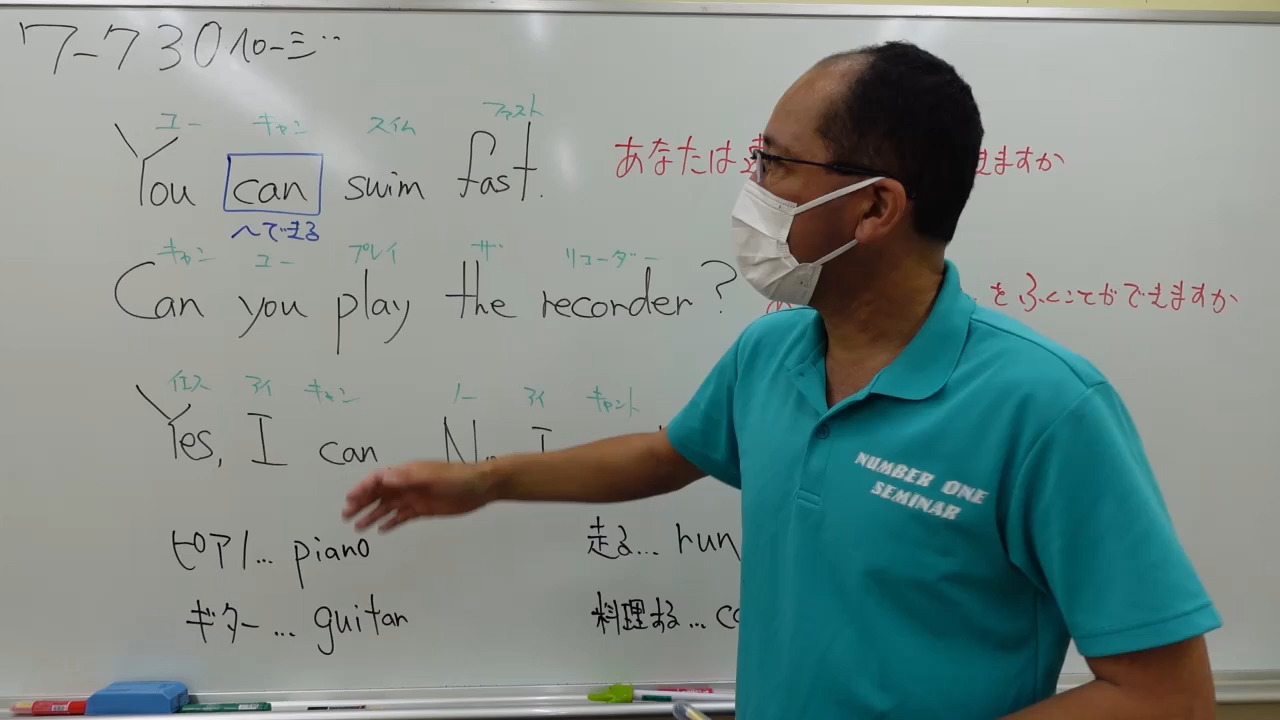 ワーク30ページ
ユー キャン スイム ファスト
You can swim fast. あなたは きますか
〜できる
キャン ユー プレイ ザ リコーダー
Can you play the recorder? をふくことができますか
イエス アイ キャン ノー アイ キャント
Yes, I can No, I
ピアノ... piano 走る... run
ギター... guitar 料理する...
NUMBER ONE
SEMINAR